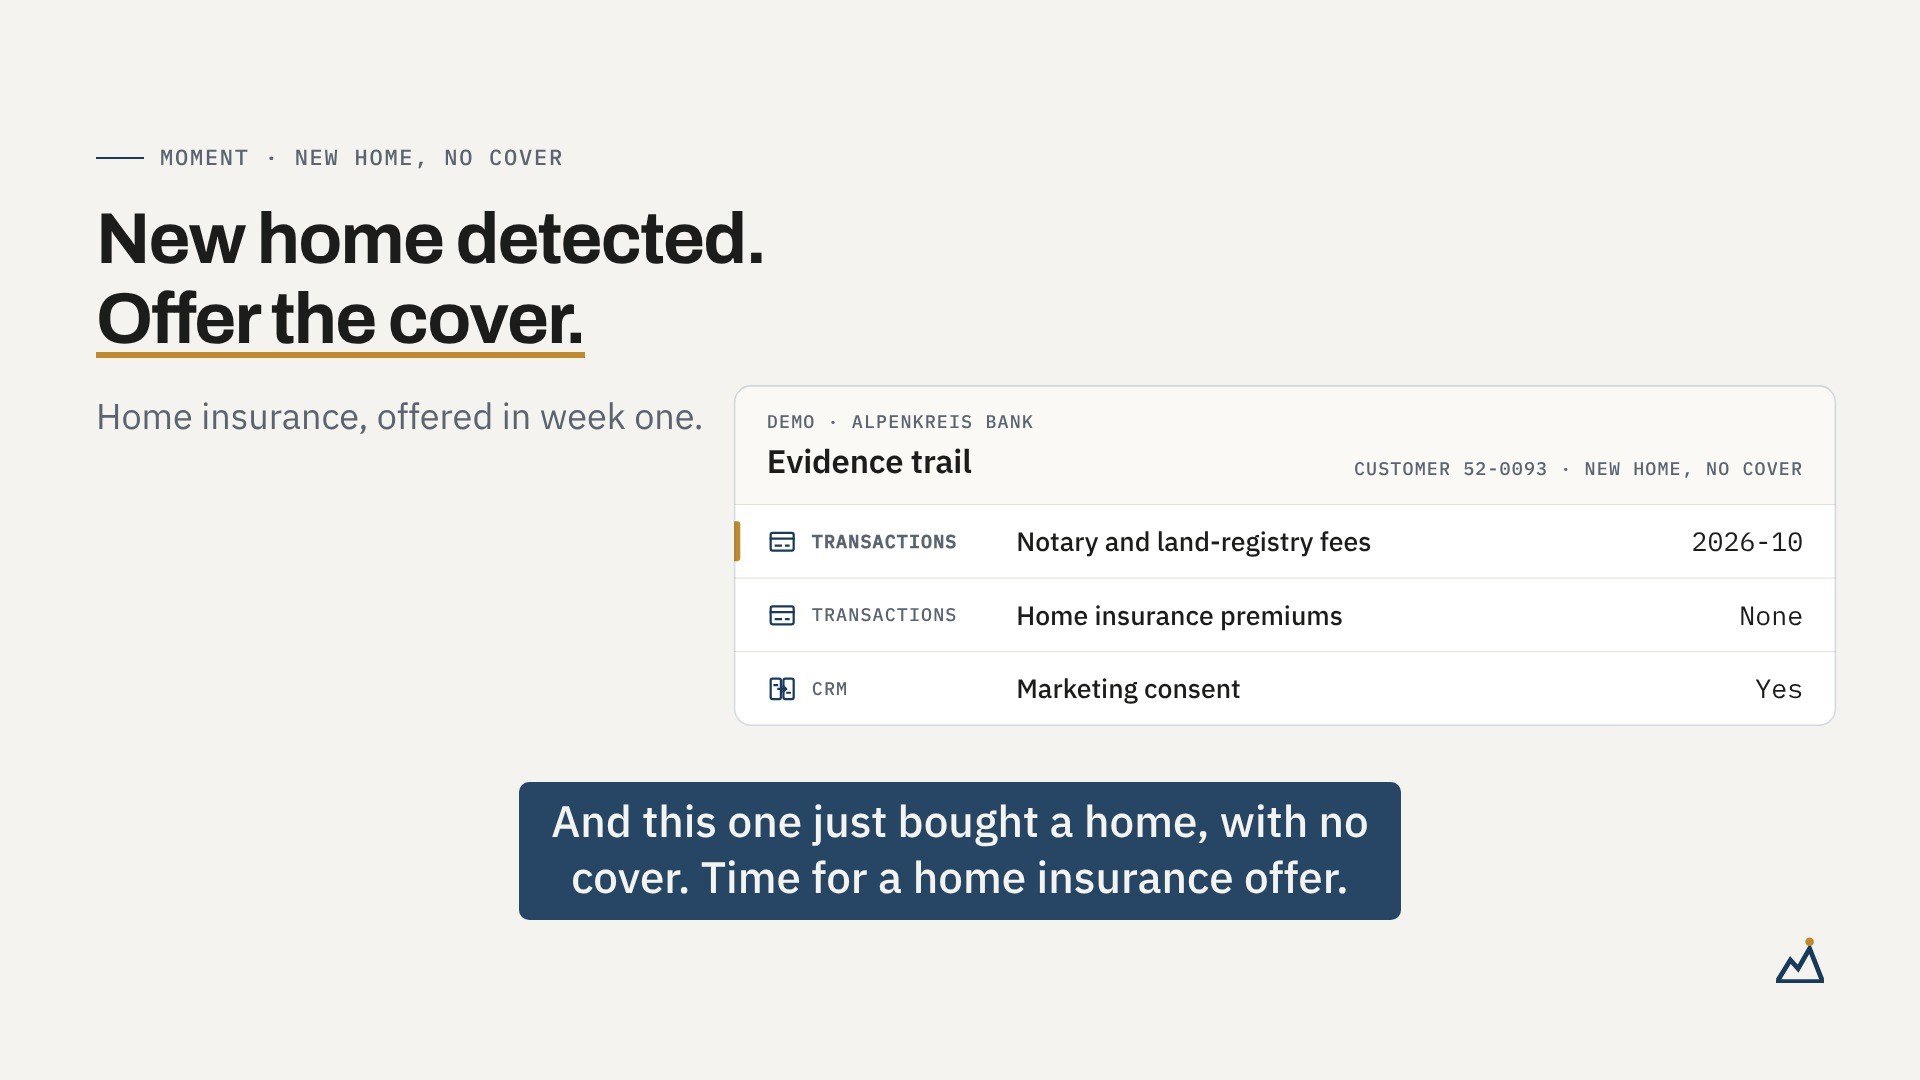 MOMENT · NEW HOME, NO COVER
New home detected.
Offer the cover.
Home insurance, offered in week one.
DEMO · ALPENKREIS BANK
Evidence trail
CUSTOMER 52-0093 · NEW HOME, NO COVER
TRANSACTIONS Notary and land-registry fees 2026-10
TRANSACTIONS Home insurance premiums None
CRM Marketing consent Yes
And this one just bought a home, with no
cover. Time for a home insurance offer.